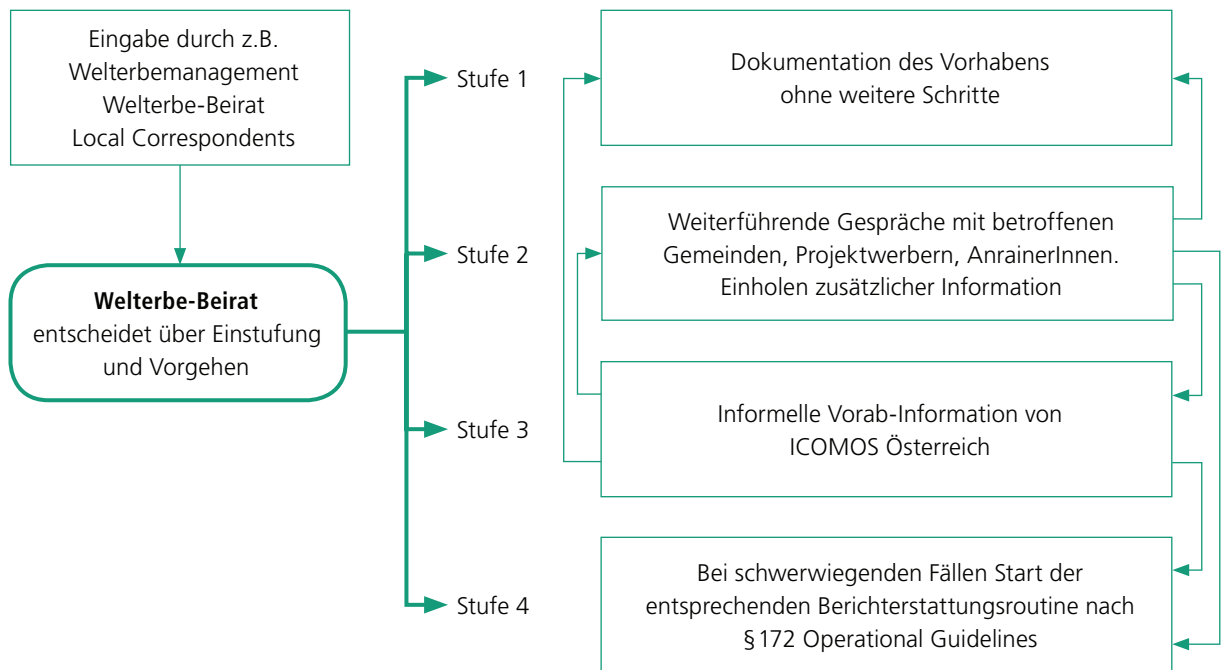 Eingabe durch z.B.
Welterbemanagement
Welterbe-Beirat
Local Correspondents
Welterbe-Beirat
entscheidet über Einstufung
und Vorgehen
Stufe 1
Dokumentation des Vorhabens
ohne weitere Schritte
Stufe 2
Weiterführende Gespräche mit betroffenen
Gemeinden, Projektwerbern, AnrainerInnen.
Einholen zusätzlicher Information
Stufe 3
Informelle Vorab-Information von
ICOMOS Österreich
Stufe 4
Bei schwerwiegenden Fällen Start der
entsprechenden Berichterstattungsroutine nach
§ 172 Operational Guidelines